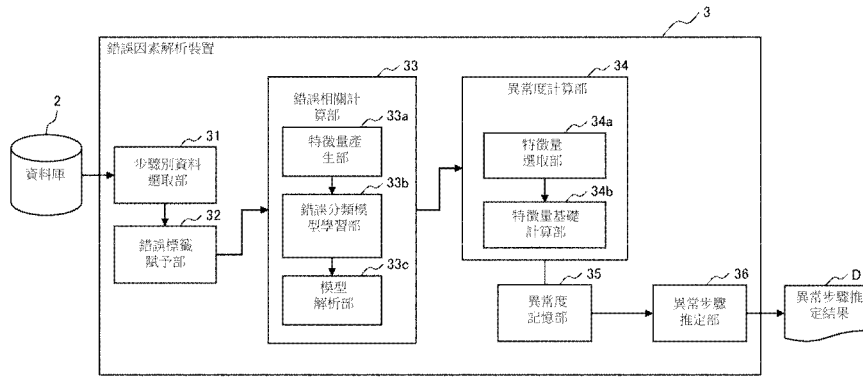 3
錯誤因素解析裝置
2
資料庫
31
步驟別資料
選取部
32
錯誤標籤
賦予部
33
錯誤相關計
算部
33a
特徵量產
生部
33b
錯誤分類模
型學習部
33c
模型
解析部
34
異常度計算部
34a
特徵量
選取部
34b
特徵量基礎
計算部
35
異常度
記憶部
36
異常步驟
推定部
D
異常步驟推
定結果